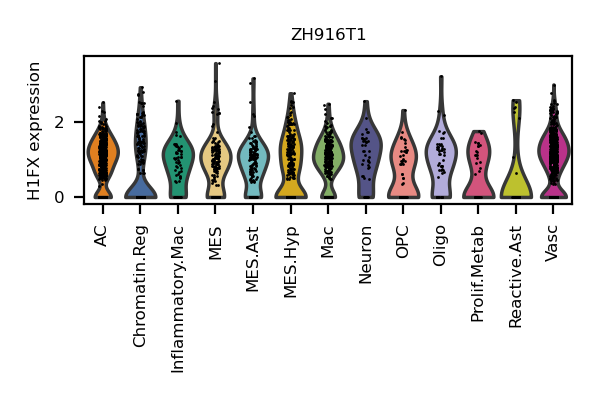 ZH916T1
H1FX expression
2
0
AC
Chromatin.Reg
Inflammatory.Mac
MES
MES.Ast
MES.Hyp
Mac
Neuron
OPC
Oligo
Prolif.Metab
Reactive.Ast
Vasc